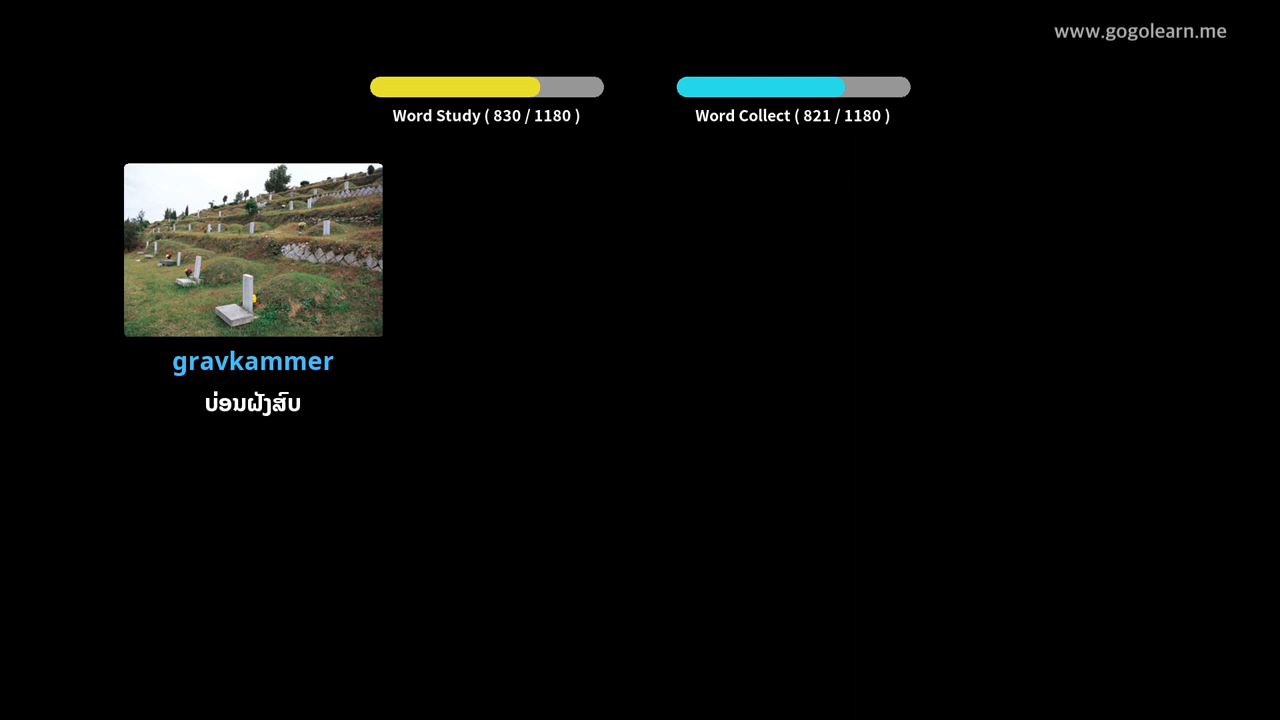 www.gogolearn.me
Word Study ( 830 / 1180 )
Word Collect ( 821 / 1180 )
gravkammer
ບ່ອນຝັງສົບ